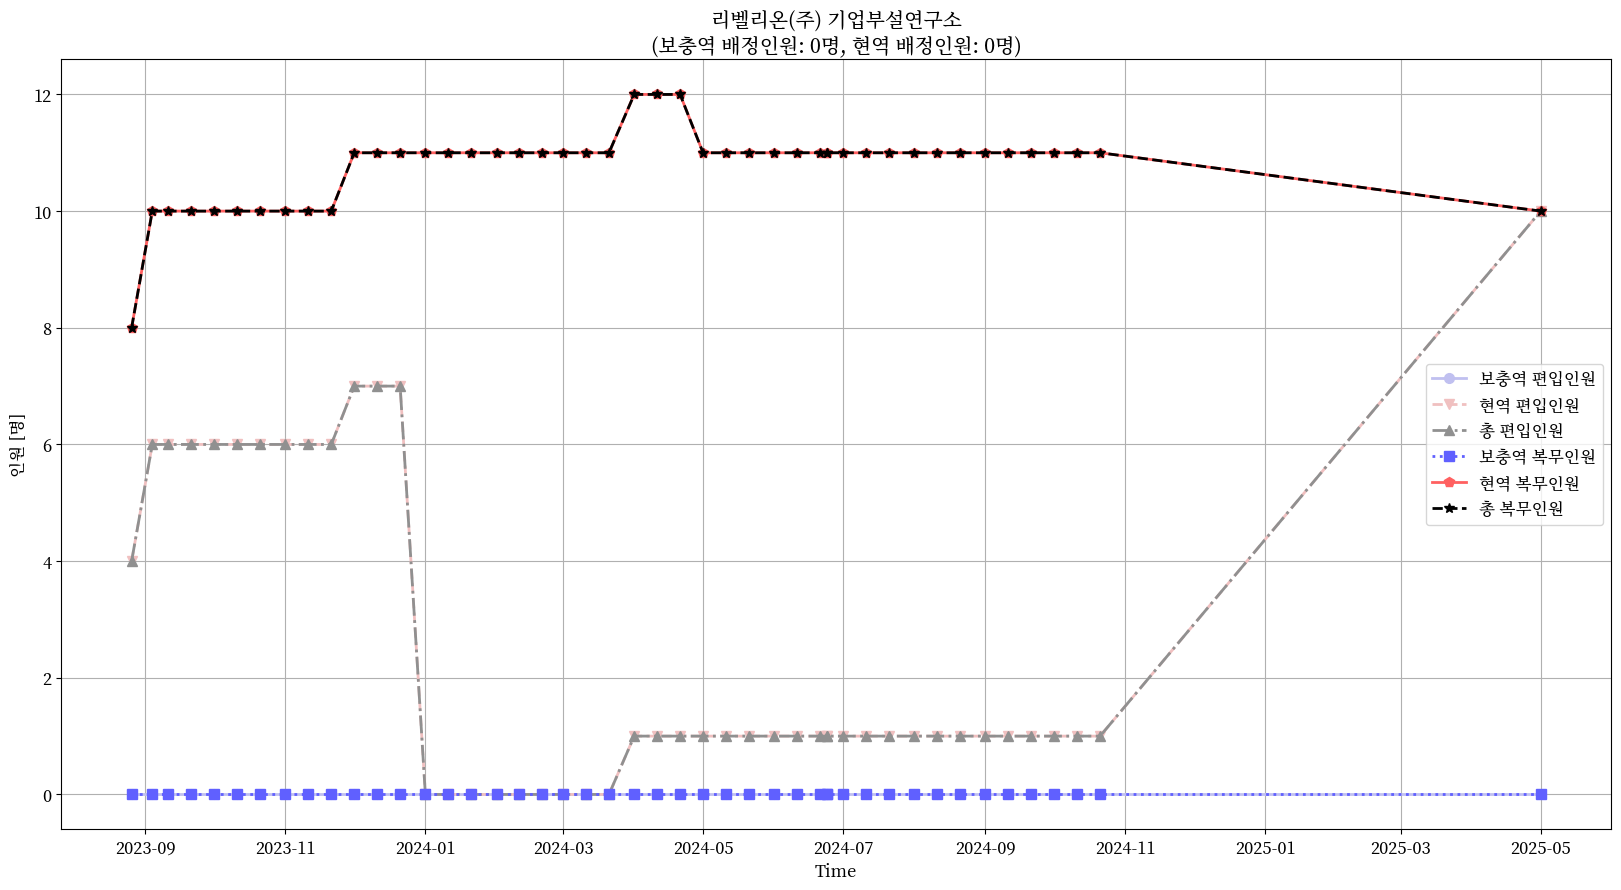 리벨리온(주) 기업부설연구소
(보충역 배정인원: 0명, 현역 배정인원: 0명)
12
10
8
6
4
2
0
인원 [명]
보충역 편입인원
현역 편입인원
총 편입인원
보충역 복무인원
현역 복무인원
총 복무인원
2023-09 2023-11 2024-01 2024-03 2024-05 2024-07 2024-09 2024-11 2025-01 2025-03 2025-05
Time